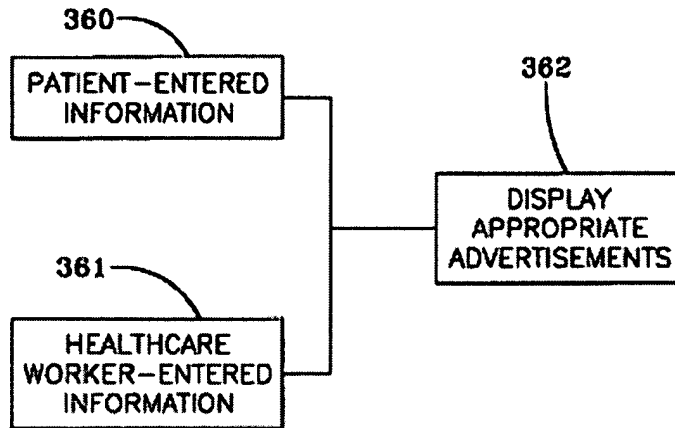 360
PATIENT-ENTERED
INFORMATION
362
DISPLAY
APPROPRIATE
ADVERTISEMENTS
361
HEALTHCARE
WORKER-ENTERED
INFORMATION